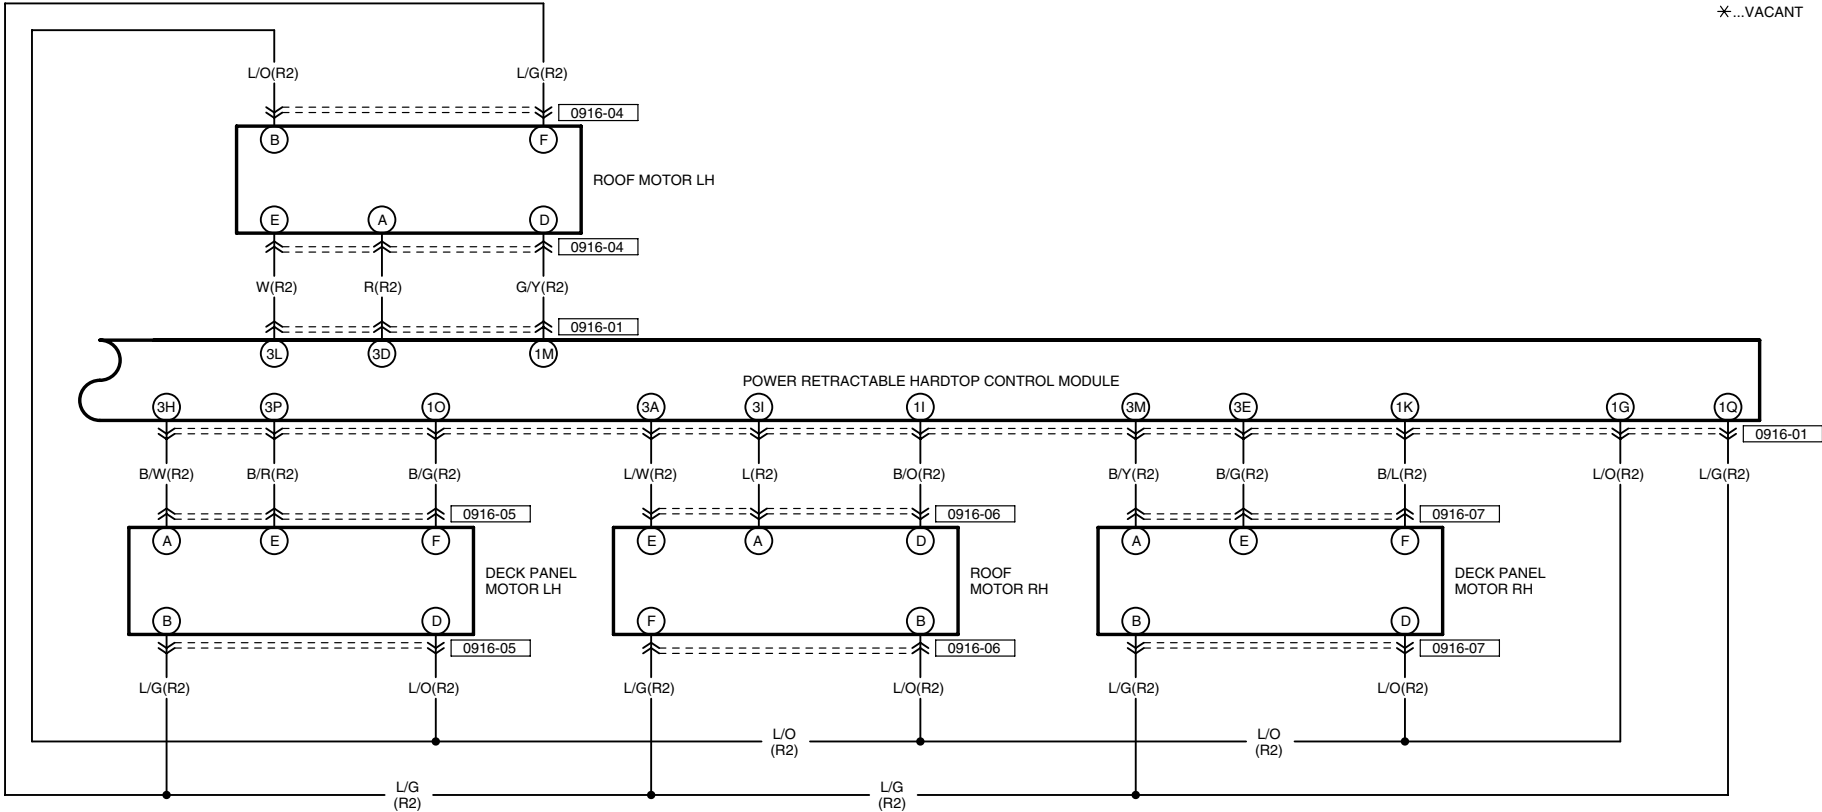 ✳...VACANT
L/O(R2) L/G(R2)
0916-04
B F
ROOF MOTOR LH
E A D
0916-04
W(R2) R(R2) G/Y(R2)
0916-01
3L 3D 1M
POWER RETRACTABLE HARDTOP CONTROL MODULE
3H 3P 1O 3A 3I 1I 3M 3E 1K 1G 1Q
0916-01
B/W(R2) B/R(R2) B/G(R2) L/W(R2) L(R2) B/O(R2) B/Y(R2) B/G(R2) B/L(R2) L/O(R2) L/G(R2)
0916-05 0916-06 0916-07
A E F E A D A E F
DECK PANEL
MOTOR LH
ROOF
MOTOR RH
DECK PANEL
MOTOR RH
B D F B B D
0916-05 0916-06 0916-07
L/G(R2) L/O(R2) L/G(R2) L/O(R2) L/G(R2) L/O(R2)
L/O
(R2)
L/O
(R2)
L/G
(R2)
L/G
(R2)